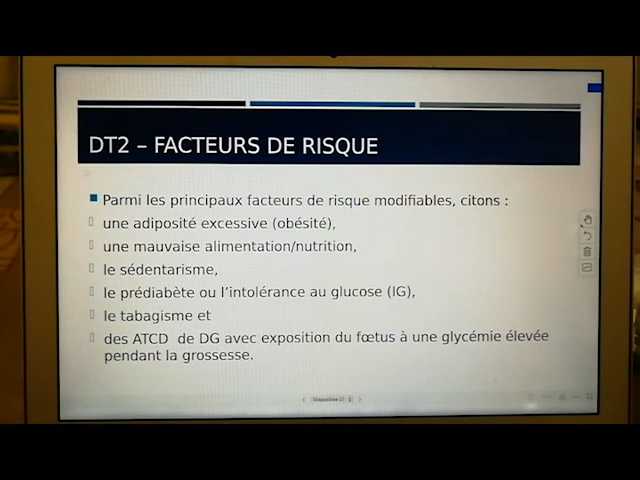 DT2 – FACTEURS DE RISQUE
Parmi les principaux facteurs de risque modifiables, citons :
une adiposité excessive (obésité),
une mauvaise alimentation/nutrition,
le sédentarisme,
le prédiabète ou l’intolérance au glucose (IG),
le tabagisme et
des ATCD de DG avec exposition du fœtus à une glycémie élevée
pendant la grossesse.